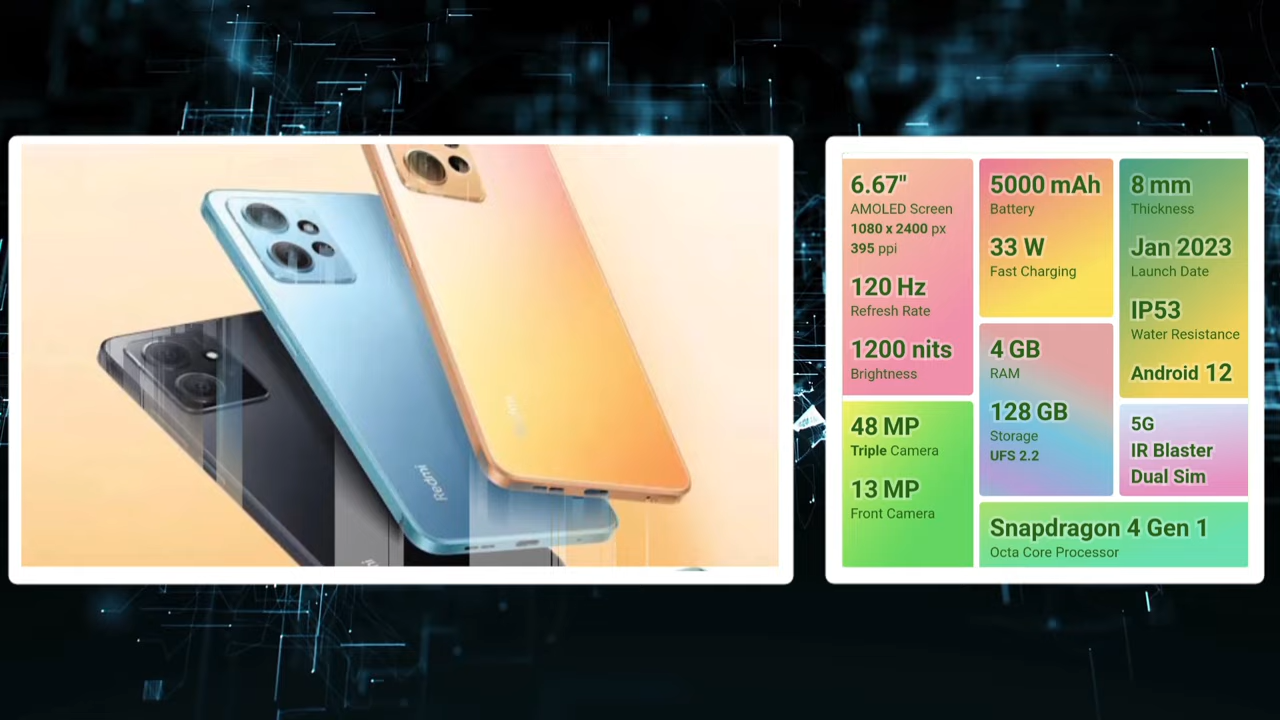 Redmi
6.67"
AMOLED Screen
1080 x 2400 px
395 ppi
120 Hz
Refresh Rate
1200 nits
Brightness
48 MP
Triple Camera
13 MP
Front Camera
5000 mAh
Battery
33 W
Fast Charging
4 GB
RAM
128 GB
Storage
UFS 2.2
8 mm
Thickness
Jan 2023
Launch Date
IP53
Water Resistance
Android 12
5G
IR Blaster
Dual Sim
Snapdragon 4 Gen 1
Octa Core Processor